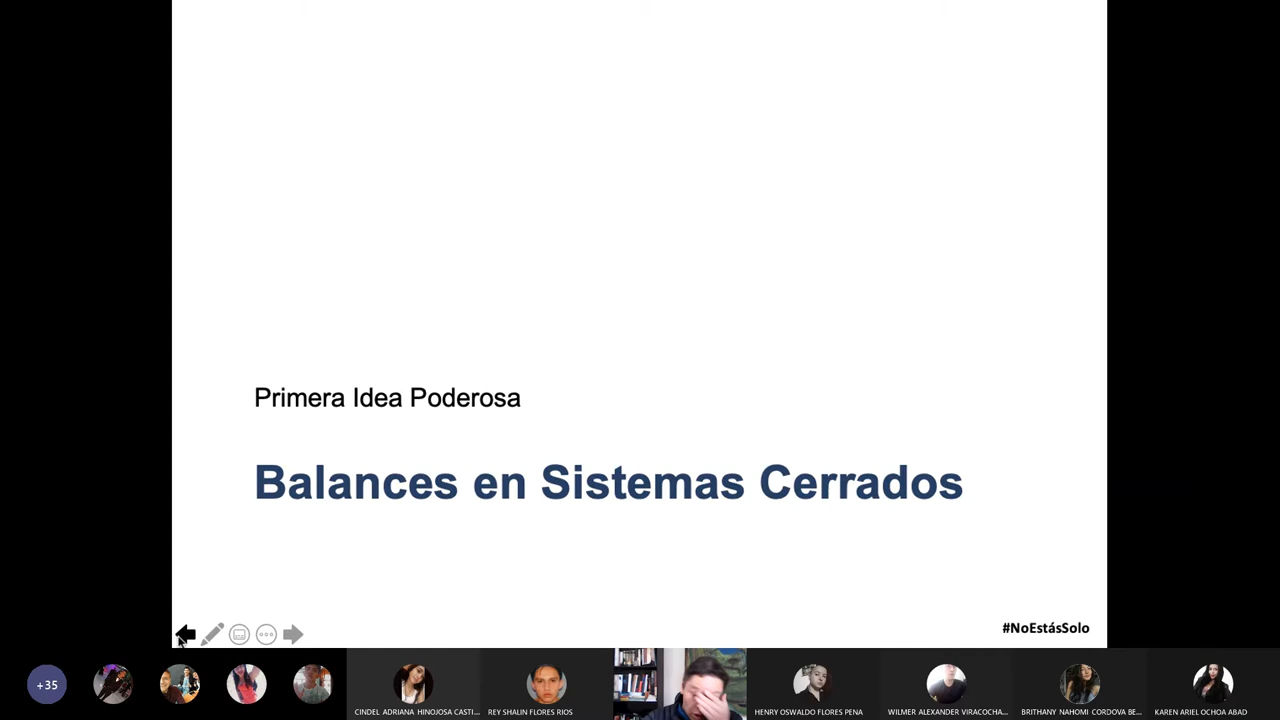 Primera Idea Poderosa
Balances en Sistemas Cerrados
#NoEstásSolo
+35
CINDEL ADRIANA HINOJOSA CASTI...
REY SHALIN FLORES RIOS
HENRY OSWALDO FLORES PENA
WILMER ALEXANDER VIRACOCHA...
BRITHANY NAHOMI CORDOVA BE...
KAREN ARIEL OCHOA ABAD